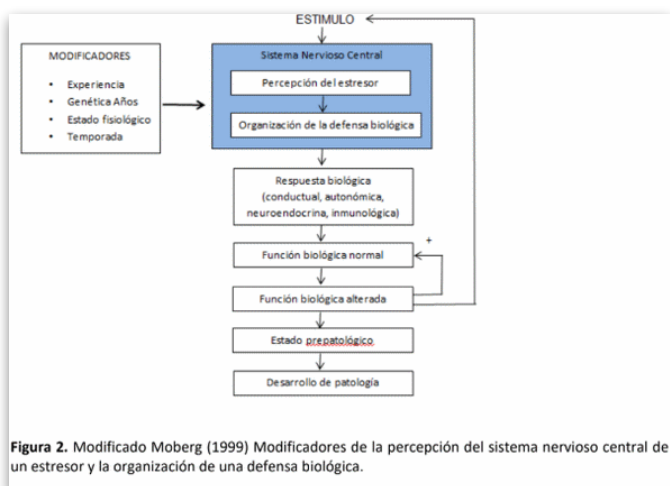 ESTIMULO
MODIFICADORES
• Experiencia
• Genética Años
• Estado fisiológico
• Temporada
Sistema Nervioso Central
Percepción del estresor
Organización de la defensa biológica
Respuesta biológica
(conductual, autonómica,
neuroendocrina, inmunológica)
+
Función biológica normal
Función biológica alterada
Estado prepatológico
Desarrollo de patología
Figura 2. Modificado Moberg (1999) Modificadores de la percepción del sistema nervioso central de
un estresor y la organización de una defensa biológica.